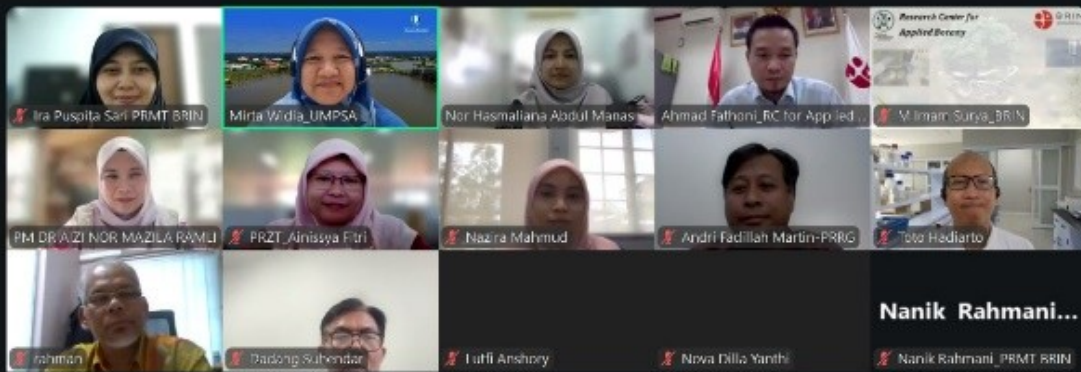 Ira Puspita Sari PRMT BRIN
Mirta Widia_UMPSA
Nor Hasmaliana Abdul Manas
Ahmad Fathoni_RC for Applied...
Research Center for
Applied Botany
BRIN
M Imam Surya_BRIN
PM DR AIZI NOR MAZILA RAMLI
PRZT_Ainissya Fitri
Nazira Mahmud
Andri Fadillah Martin-PRRG
Toto Hadiarto
rahman
Dadang Suhendar
Lutfi Anshory
Nova Dilla Yanthi
Nanik Rahmani...
Nanik Rahmani_PRMT BRIN